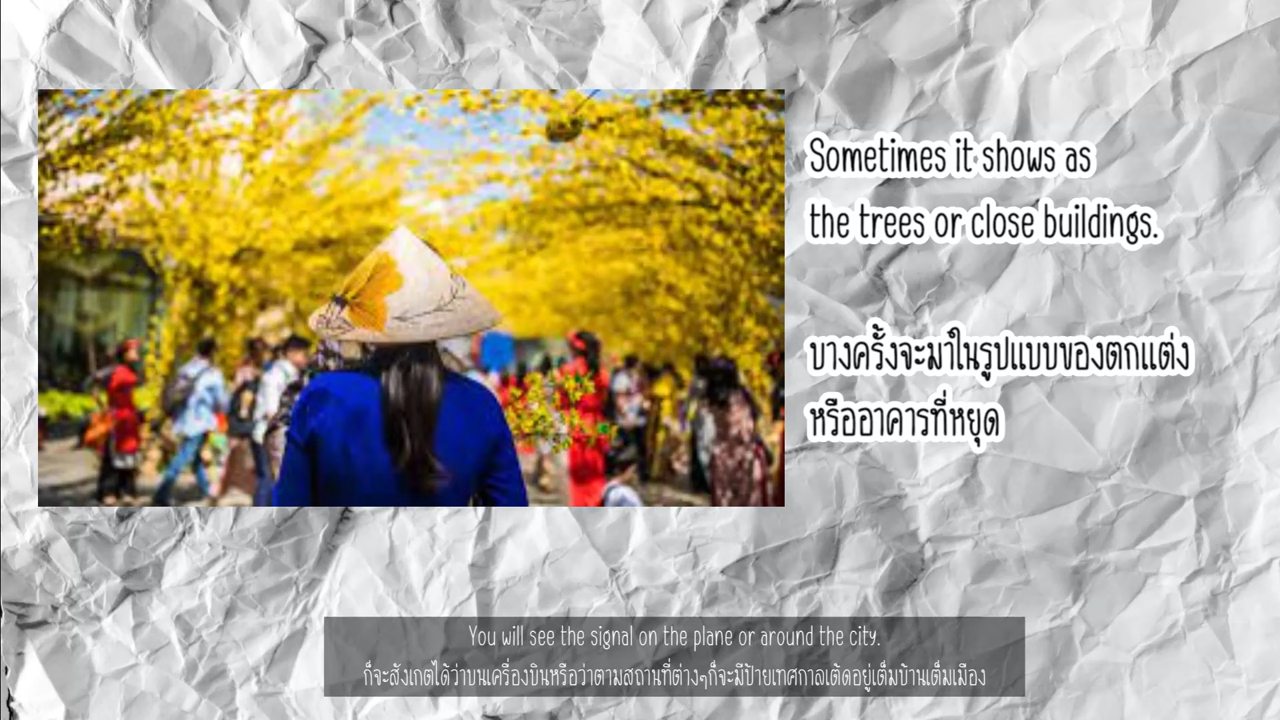 Sometimes it shows as
the trees or close buildings.
บางครั้งจะมาในรูปแบบของตกแต่ง
หรืออาคารที่หยุด
You will see the signal on the plane or around the city.
ก็จะสังเกตได้ว่าบนเครื่องบินหรือว่าตามสถานที่ต่างๆก็จะมีป้ายเทศกาลเต้ดอยู่เต็มบ้านเต็มเมือง